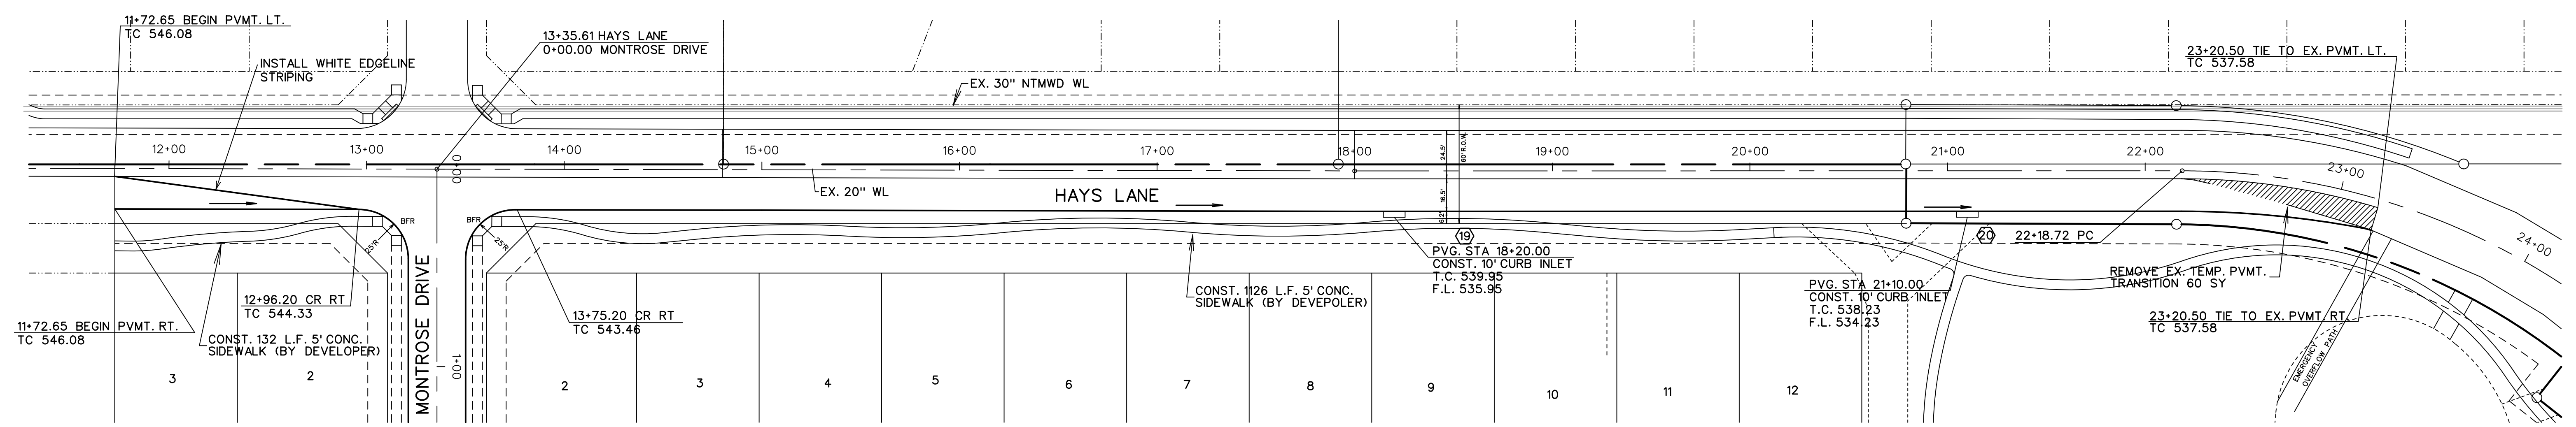 11+72.65 BEGIN PVMT. LT.
TC 546.08
INSTALL WHITE EDGELINE
STRIPING
13+35.61 HAYS LANE
0+00.00 MONTROSE DRIVE
EX. 30" NTMWD WL
23+20.50 TIE TO EX. PVMT. LT.
TC 537.58
12+00
13+00
14+00
15+00
16+00
17+00
18+00
19+00
20+00
21+00
22+00
23+00
24+00
0+00
1+00
24.5'
60' R.O.W.
16.5'
6.2'
EX. 20" WL
HAYS LANE
BFR
25'R
BFR
25'R
MONTROSE DRIVE
19
20
22+18.72 PC
PVG. STA 18+20.00
CONST. 10' CURB INLET
T.C. 539.95
F.L. 535.95
PVG. STA 21+10.00
CONST. 10' CURB INLET
T.C. 538.23
F.L. 534.23
REMOVE EX. TEMP. PVMT.
TRANSITION 60 SY
CONST. 1126 L.F. 5' CONC.
SIDEWALK (BY DEVEPOLER)
12+96.20 CR RT
TC 544.33
13+75.20 CR RT
TC 543.46
11+72.65 BEGIN PVMT. RT.
TC 546.08
CONST. 132 L.F. 5' CONC.
SIDEWALK (BY DEVELOPER)
23+20.50 TIE TO EX. PVMT. RT.
TC 537.58
EMERGENCY
OVERFLOW PATH
3
2
2
3
4
5
6
7
8
9
10
11
12